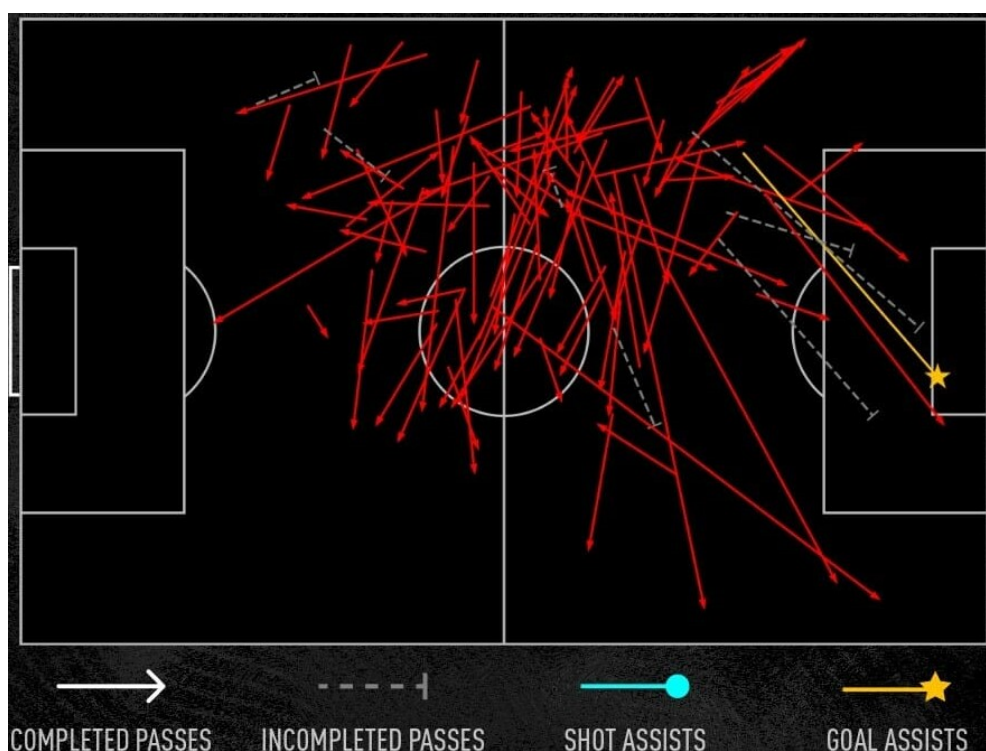 COMPLETED PASSES
INCOMPLETED PASSES
SHOT ASSISTS
GOAL ASSISTS